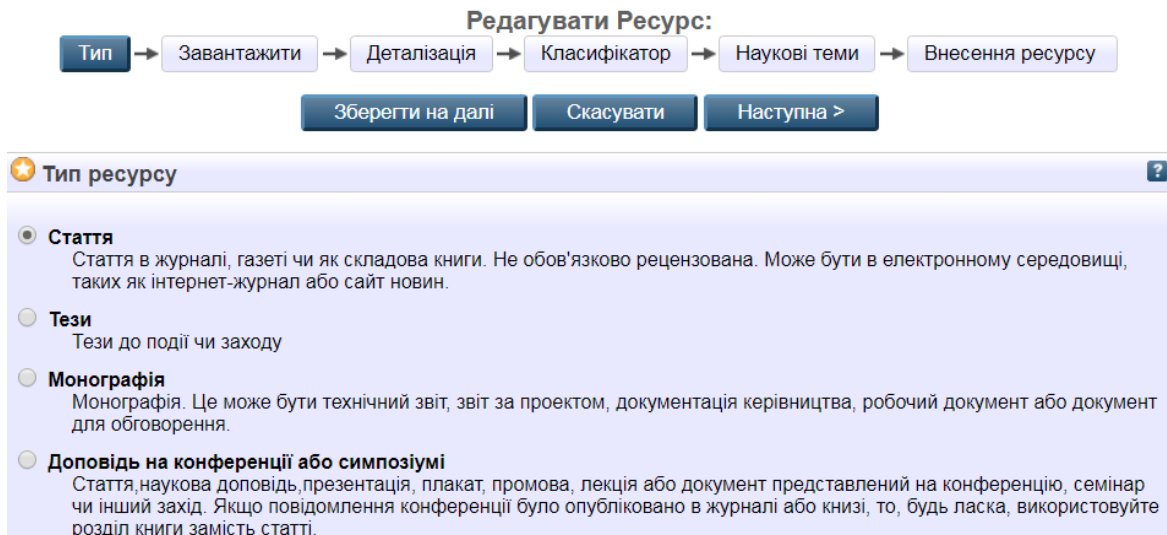 Редагувати Ресурс:
Тип → Завантажити → Деталізація → Класифікатор → Наукові теми → Внесення ресурсу
Зберегти на далі Скасувати Наступна >
Тип ресурсу ?
Стаття
Стаття в журналі, газеті чи як складова книги. Не обов'язково рецензована. Може бути в електронному середовищі,
таких як інтернет-журнал або сайт новин.
Тези
Тези до події чи заходу
Монографія
Монографія. Це може бути технічний звіт, звіт за проектом, документація керівництва, робочий документ або документ
для обговорення.
Доповідь на конференції або симпозіумі
Стаття,наукова доповідь,презентація, плакат, промова, лекція або документ представлений на конференцію, семінар
чи інший захід. Якщо повідомлення конференції було опубліковано в журналі або книзі, то, будь ласка, використовуйте
розділ книги замість статті.